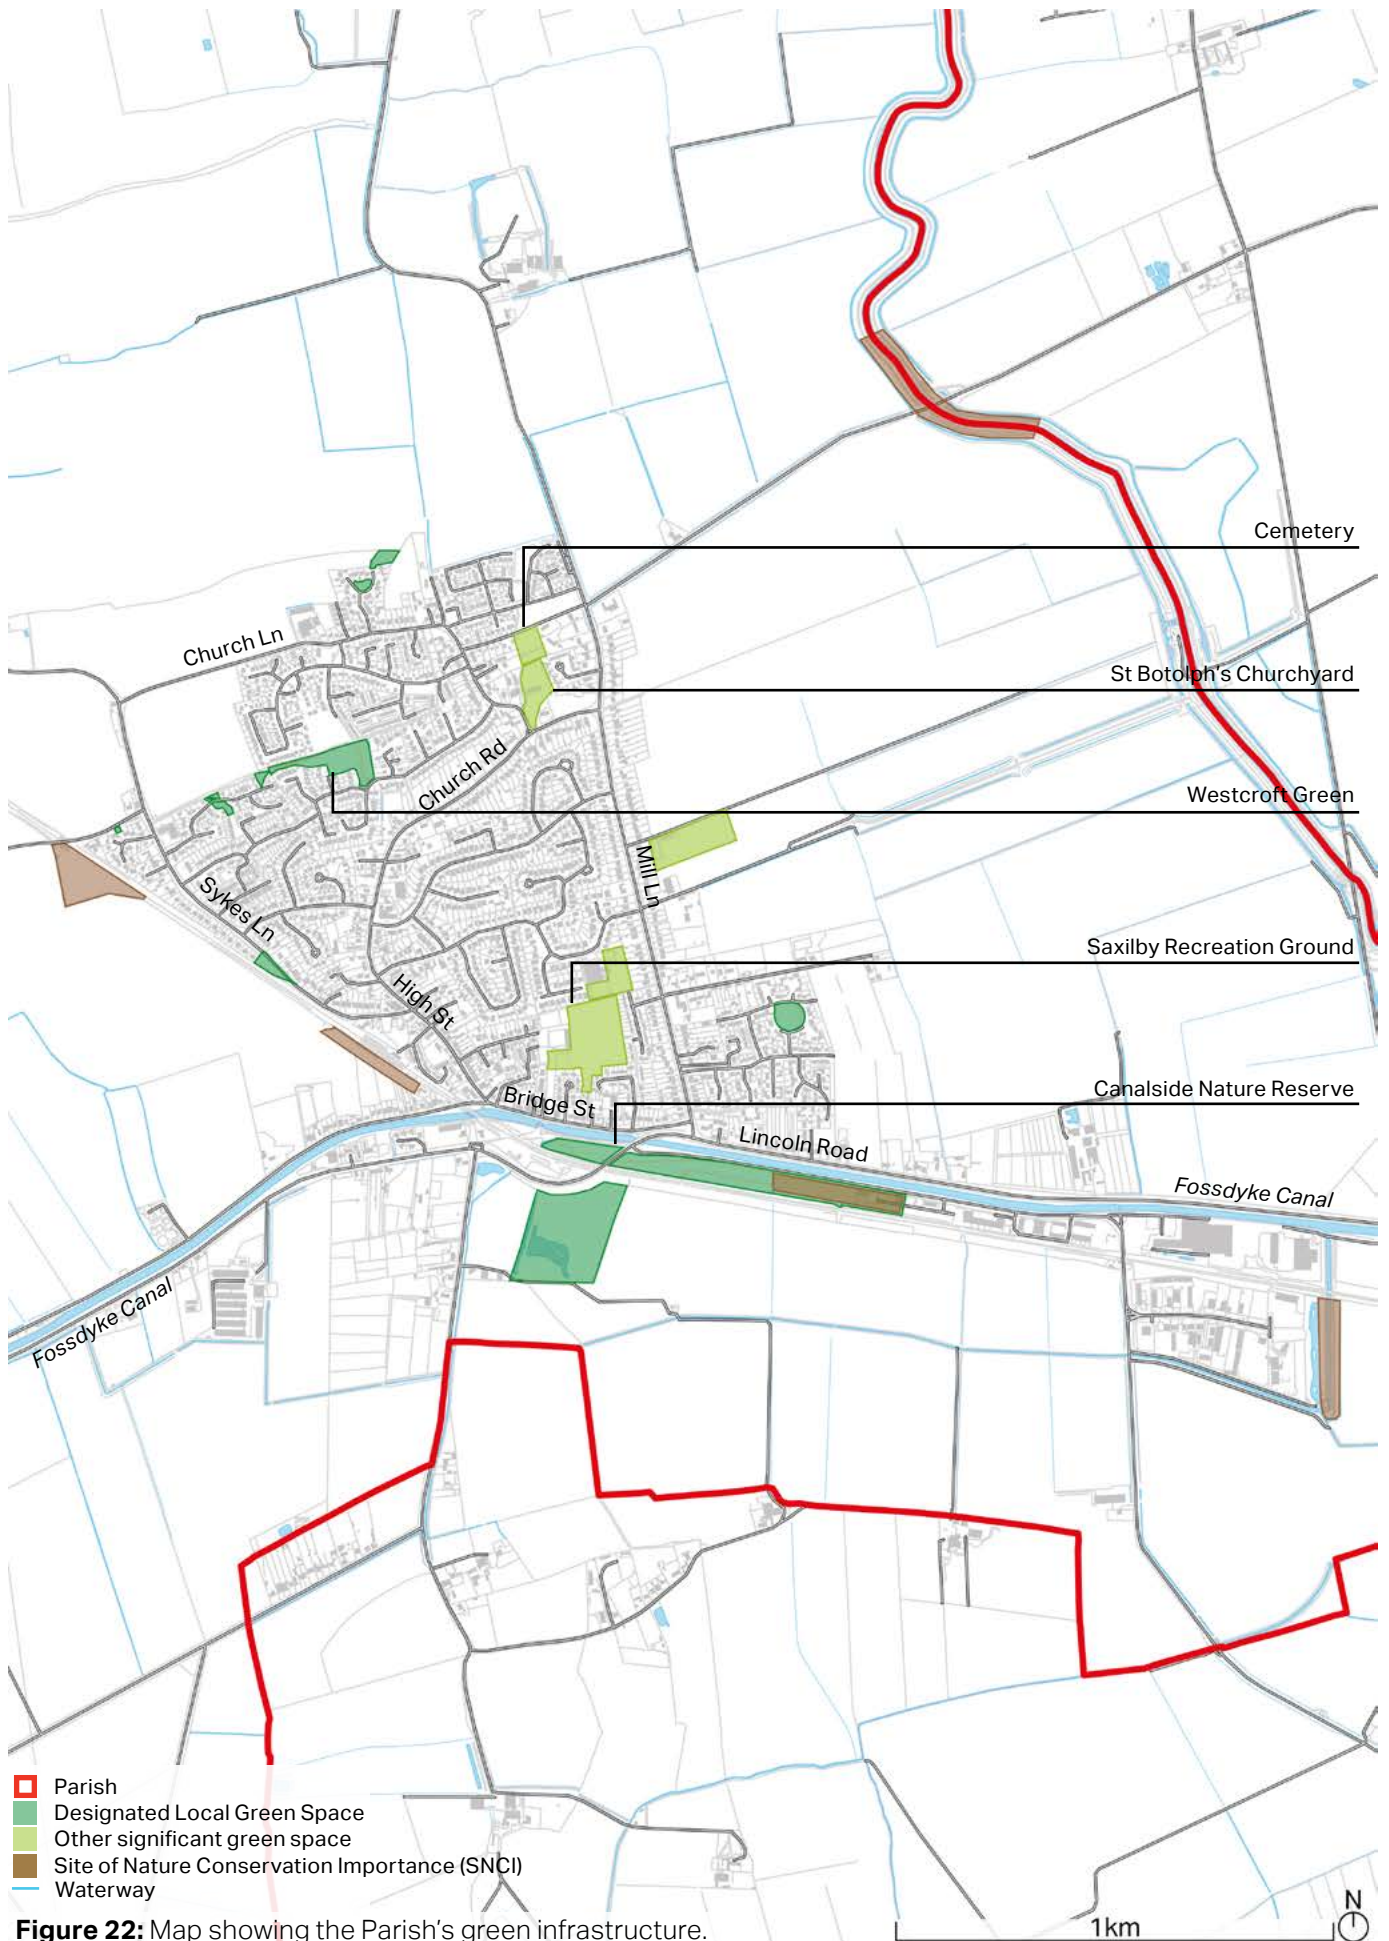 Cemetery
Church Ln
St Botolph's Churchyard
Church Rd
Westcroft Green
Mill Ln
Sykes Ln
Saxilby Recreation Ground
High St
Canalside Nature Reserve
Bridge St
Lincoln Road
Fossdyke Canal
Fossdyke Canal
Parish
Designated Local Green Space
Other significant green space
Site of Nature Conservation Importance (SNCI)
Waterway
N
1km
Figure 22: Map showing the Parish's green infrastructure.